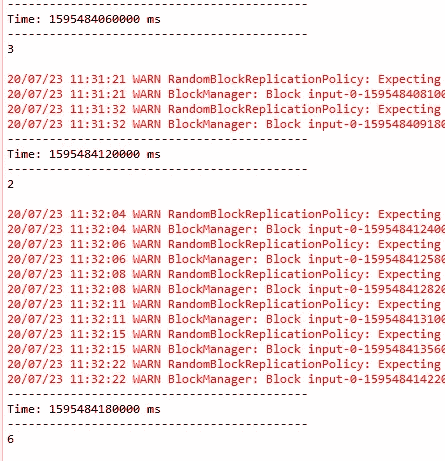 -------------------------------------------
Time: 1595484060000 ms
-------------------------------------------
3
20/07/23 11:31:21 WARN RandomBlockReplicationPolicy: Expecting
20/07/23 11:31:21 WARN BlockManager: Block input-0-159548408100
20/07/23 11:31:32 WARN RandomBlockReplicationPolicy: Expecting
20/07/23 11:31:32 WARN BlockManager: Block input-0-159548409180
-------------------------------------------
Time: 1595484120000 ms
-------------------------------------------
2
20/07/23 11:32:04 WARN RandomBlockReplicationPolicy: Expecting
20/07/23 11:32:04 WARN BlockManager: Block input-0-159548412400
20/07/23 11:32:06 WARN RandomBlockReplicationPolicy: Expecting
20/07/23 11:32:06 WARN BlockManager: Block input-0-159548412580
20/07/23 11:32:08 WARN RandomBlockReplicationPolicy: Expecting
20/07/23 11:32:08 WARN BlockManager: Block input-0-159548412820
20/07/23 11:32:11 WARN RandomBlockReplicationPolicy: Expecting
20/07/23 11:32:11 WARN BlockManager: Block input-0-159548413100
20/07/23 11:32:15 WARN RandomBlockReplicationPolicy: Expecting
20/07/23 11:32:15 WARN BlockManager: Block input-0-159548413560
20/07/23 11:32:22 WARN RandomBlockReplicationPolicy: Expecting
20/07/23 11:32:22 WARN BlockManager: Block input-0-159548414220
-------------------------------------------
Time: 1595484180000 ms
-------------------------------------------
6